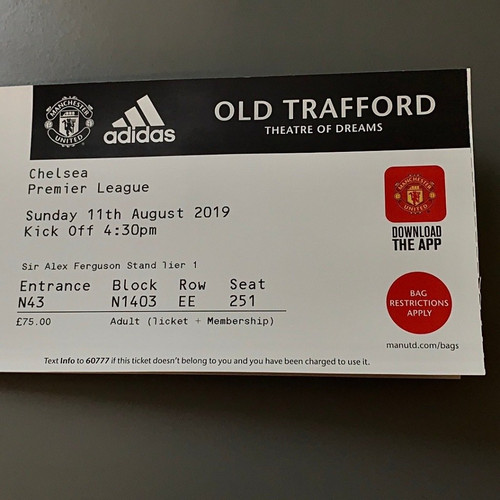 MANCHESTER
UNITED
adidas
OLD TRAFFORD
THEATRE OF DREAMS
Chelsea
Premier League
Sunday 11th August 2019
Kick Off 4:30pm
MANCHESTER
UNITED
DOWNLOAD
THE APP
Sir Alex Ferguson Stand Tier 1
Entrance Block Row Seat
N43 N1403 EE 251
£75.00 Adult (Ticket + Membership)
BAG
RESTRICTIONS
APPLY
manutd.com/bags
Text Info to 60777 if this ticket doesn't belong to you and you have been charged to use it.